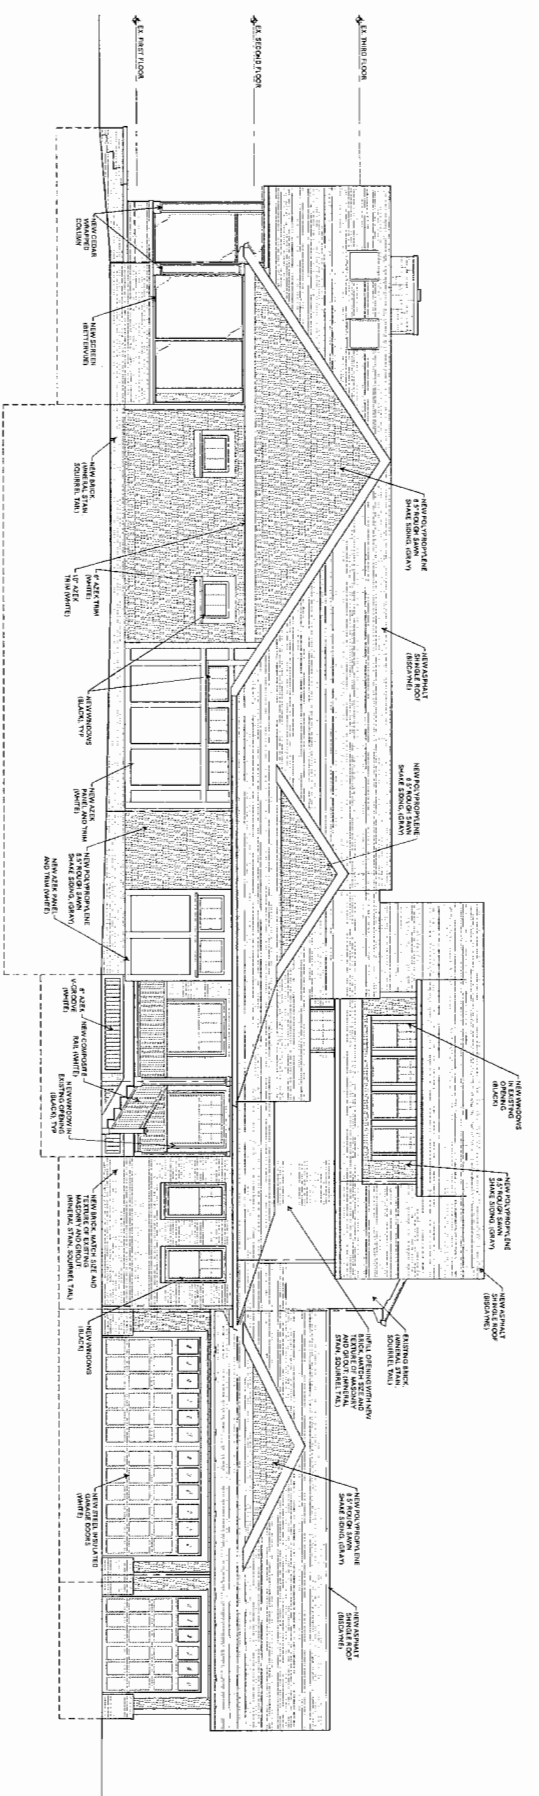 EX. THIRD FLOOR
EX. SECOND FLOOR
EX. FIRST FLOOR
NEW POLYPROPYLENE
8.5" ROUGH SAWN
SHAKE SIDING, (GRAY)
NEW ASPHALT
SHINGLE ROOF
(BISCAYNE)
NEW POLYPROPYLENE
8.5" ROUGH SAWN
SHAKE SIDING, (GRAY)
NEW WINDOWS
IN EXISTING
OPENING
(BLACK)
NEW POLYPROPYLENE
8.5" ROUGH SAWN
SHAKE SIDING, (GRAY)
NEW ASPHALT
SHINGLE ROOF
(BISCAYNE)
EXISTING BRICK,
(MINERAL STAIN,
SQUIRREL TAIL)
INFILL OPENING WITH NEW
BRICK, MATCH SIZE AND
TEXTURE OF MASONRY
AND GROUT, (MINERAL
STAIN, SQUIRREL TAIL)
NEW POLYPROPYLENE
8.5" ROUGH SAWN
SHAKE SIDING, (GRAY)
NEW ASPHALT
SHINGLE ROOF
(BISCAYNE)
NEW CEDAR
WRAPPED
COLUMN
NEW SCREEN
(BETTERVUE)
NEW BRICK
(MINERAL STAIN
SQUIRREL TAIL)
6" AZEK TRIM
(WHITE)
10" AZEK
TRIM (WHITE)
NEW WINDOWS
(BLACK), TYP
NEW AZEK
PANEL AND TRIM
(WHITE)
NEW POLYPROPYLENE
8.5" ROUGH SAWN
SHAKE SIDING, (GRAY)
NEW AZEK PANEL
AND TRIM (WHITE)
6" AZEK
V-GROOVE
(WHITE)
NEW COMPOSITE
RAIL (WHITE)
NEW WINDOW IN
EXISTING OPENING
(BLACK), TYP
NEW BRICK, MATCH SIZE AND
TEXTURE OF EXISTING
MASONRY AND GROUT
(MINERAL STAIN, SQUIRREL TAIL)
NEW WINDOWS
(BLACK)
NEW STEEL INSULATED
GARAGE DOORS
(WHITE)